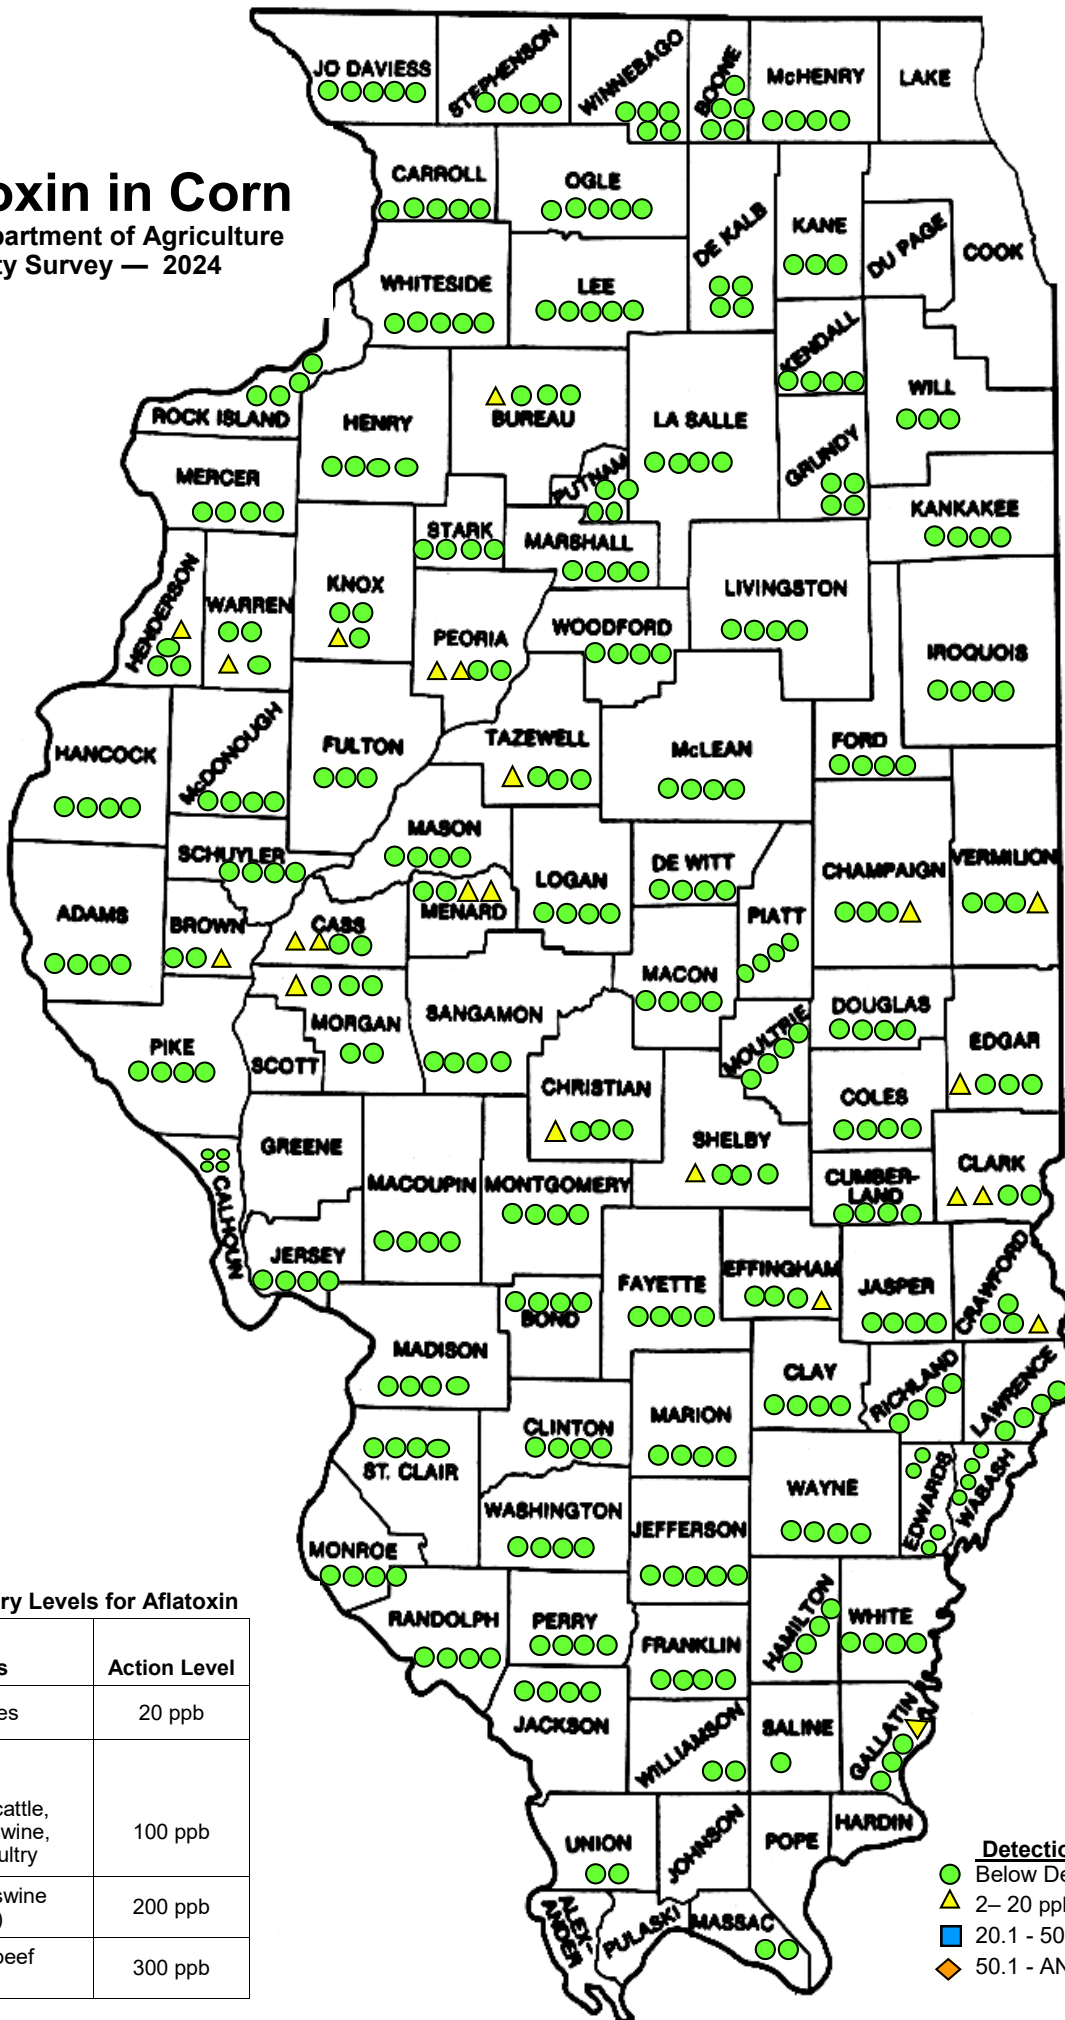 oxin in Corn
partment of Agriculture
ty Survey — 2024
JO DAVIESS
STEPHENSON
WINNEBAGO
BOONE
McHENRY
LAKE
CARROLL
OGLE
DE KALB
KANE
DU PAGE
COOK
WHITESIDE
LEE
KENDALL
WILL
ROCK ISLAND
HENRY
BUREAU
LA SALLE
GRUNDY
MERCER
PUTNAM
KANKAKEE
STARK
MARSHALL
HENDERSON
WARREN
KNOX
PEORIA
WOODFORD
LIVINGSTON
IROQUOIS
HANCOCK
McDONOUGH
FULTON
TAZEWELL
McLEAN
FORD
SCHUYLER
MASON
LOGAN
DE WITT
CHAMPAIGN
VERMILION
ADAMS
BROWN
CASS
MENARD
PIATT
MACON
PIKE
SCOTT
MORGAN
SANGAMON
MOULTRIE
DOUGLAS
EDGAR
CHRISTIAN
COLES
GREENE
SHELBY
CLARK
CALHOUN
MACOUPIN
MONTGOMERY
CUMBER-
LAND
JERSEY
FAYETTE
EFFINGHAM
JASPER
CRAWFORD
BOND
MADISON
CLAY
RICHLAND
LAWRENCE
MARION
CLINTON
ST. CLAIR
WAYNE
EDWARDS
WABASH
WASHINGTON
JEFFERSON
MONROE
RANDOLPH
PERRY
FRANKLIN
HAMILTON
WHITE
JACKSON
WILLIAMSON
SALINE
GALLATIN
UNION
JOHNSON
POPE
HARDIN
ALEX-
ANDER
PULASKI
MASSAC
ry Levels for Aflatoxin
s
Action Level
es
20 ppb
cattle,
wine,
ultry
100 ppb
swine
)
200 ppb
beef
300 ppb
Detectio
Below De
2– 20 ppb
20.1 - 50
50.1 - AN